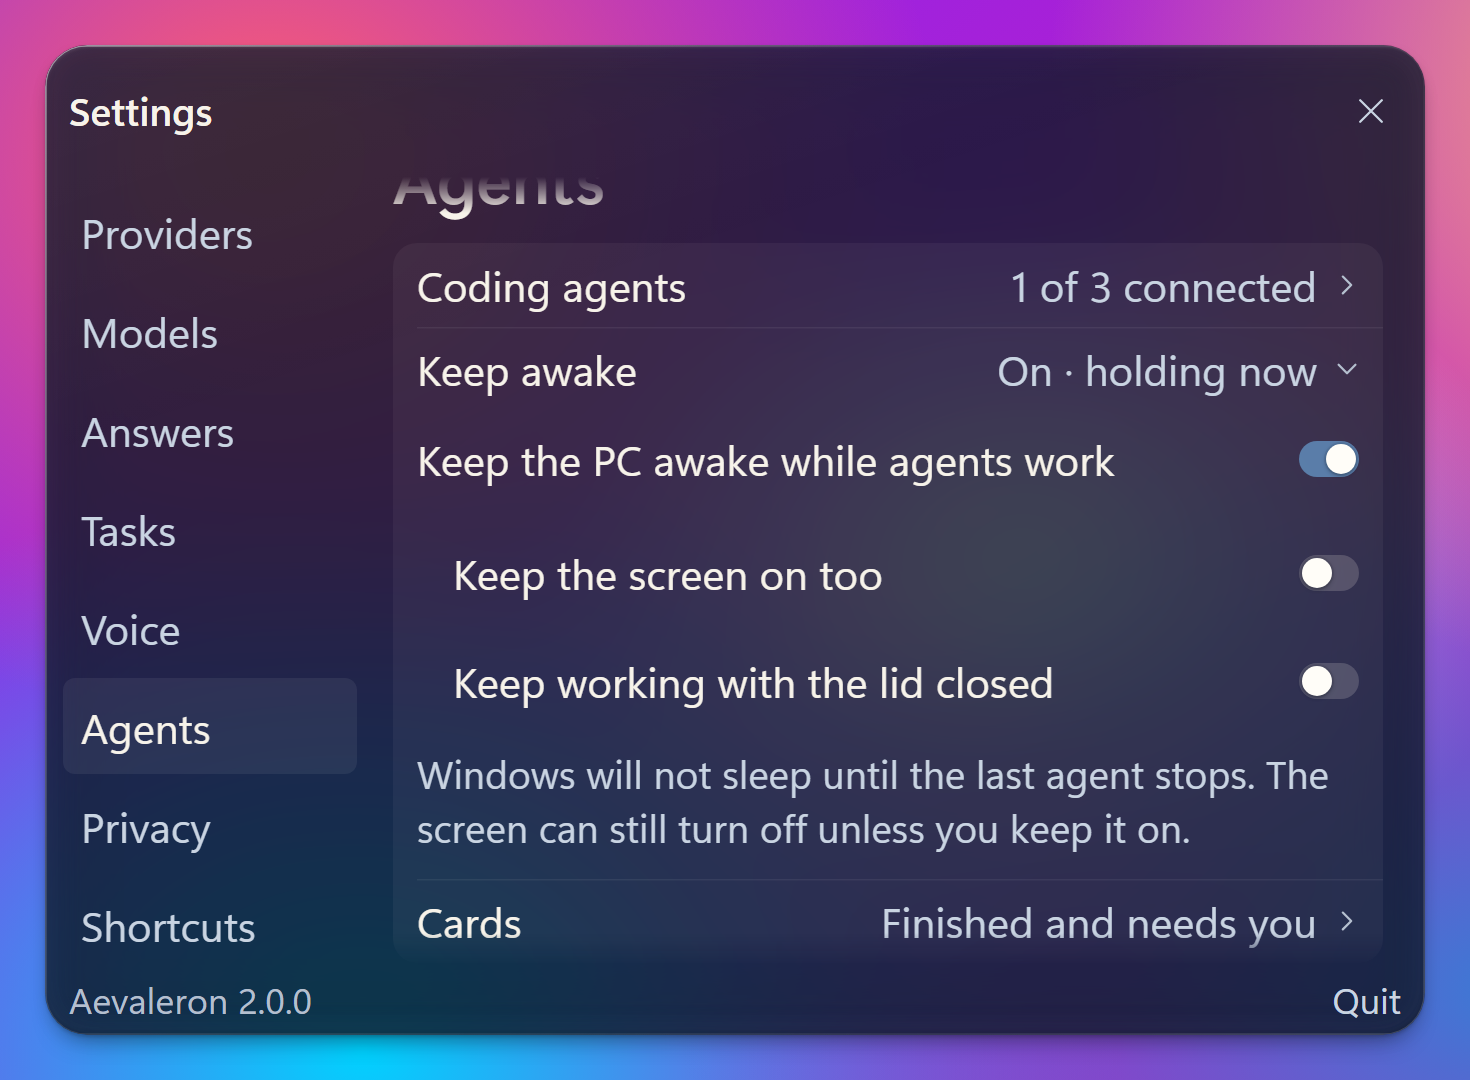 Settings
Agents
Providers
Models
Answers
Tasks
Voice
Agents
Privacy
Shortcuts
Coding agents 1 of 3 connected
Keep awake On · holding now
Keep the PC awake while agents work
Keep the screen on too
Keep working with the lid closed
Windows will not sleep until the last agent stops. The
screen can still turn off unless you keep it on.
Cards Finished and needs you
Aevaleron 2.0.0
Quit